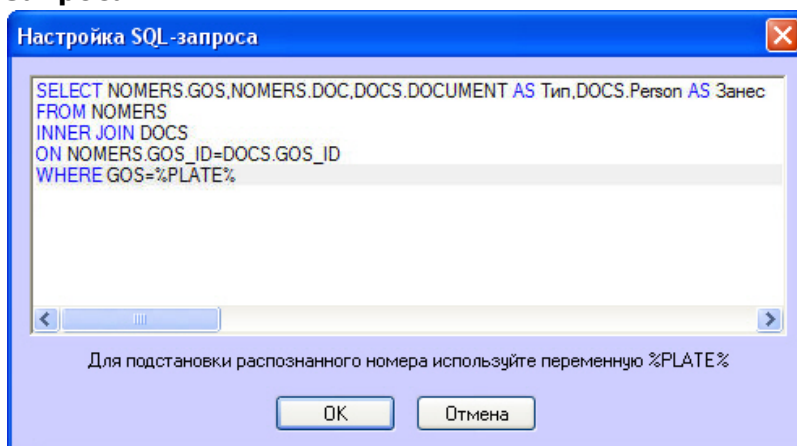 Настройка SQL-запроса
SELECT NOMERS.GOS,NOMERS.DOC,DOCS.DOCUMENT AS Тип,DOCS.Person AS Занес
FROM NOMERS
INNER JOIN DOCS
ON NOMERS.GOS_ID=DOCS.GOS_ID
WHERE GOS=%PLATE%
Для подстановки распознанного номера используйте переменную %PLATE%
OK
Отмена